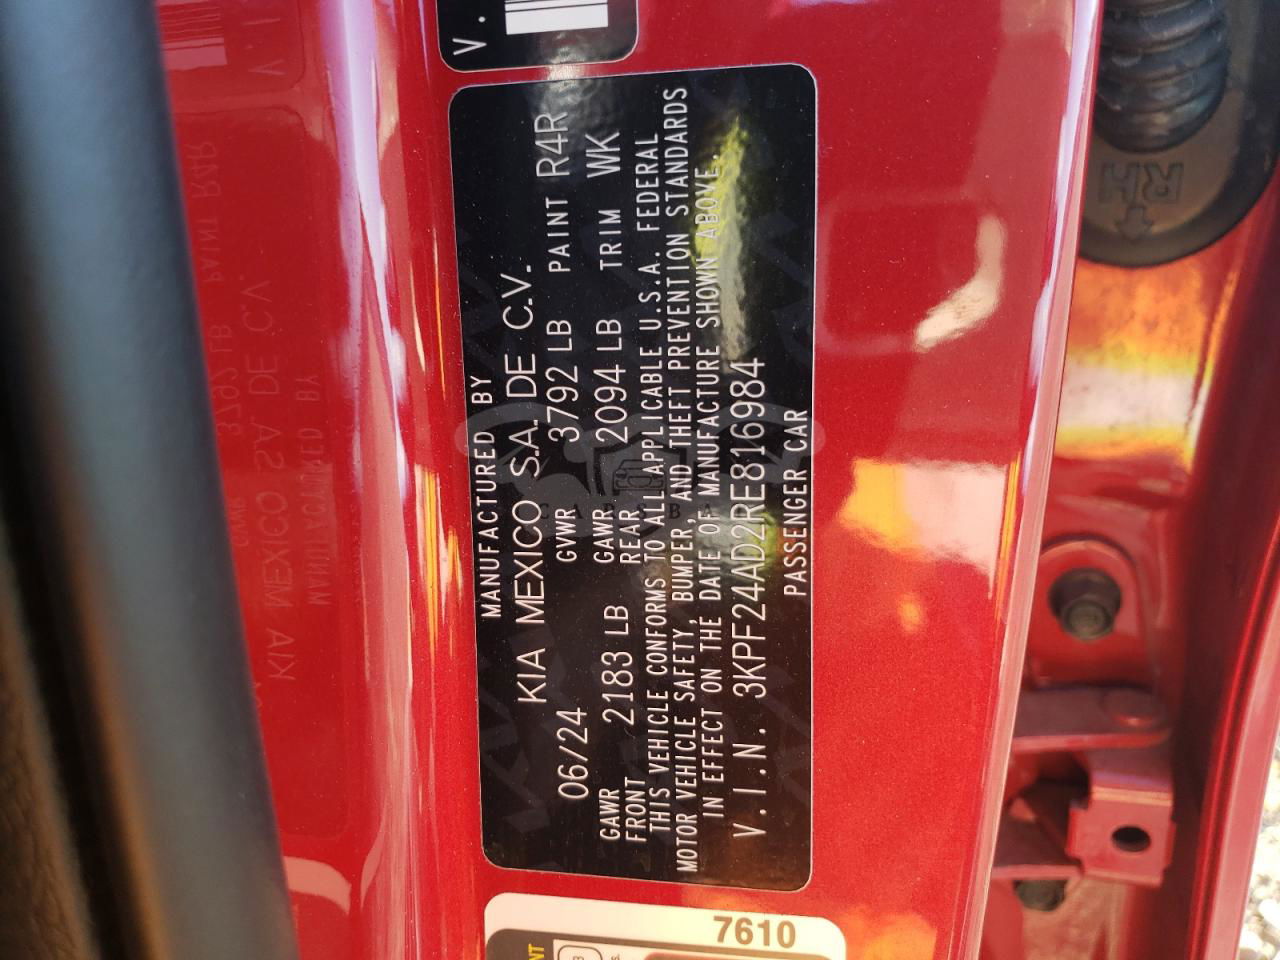 V.
MANUFACTURED BY
KIA MEXICO S.A. DE C.V.
06/24 GVWR 3792 LB PAINT R4R
GAWR FRONT 2183 LB GAWR REAR 2094 LB TRIM WK
THIS VEHICLE CONFORMS TO ALL APPLICABLE U.S.A. FEDERAL
MOTOR VEHICLE SAFETY, BUMPER, AND THEFT PREVENTION STANDARDS
IN EFFECT ON THE DATE OF MANUFACTURE SHOWN ABOVE.
V.I.N. 3KPF24AD2RE816984
PASSENGER CAR
7610
RH